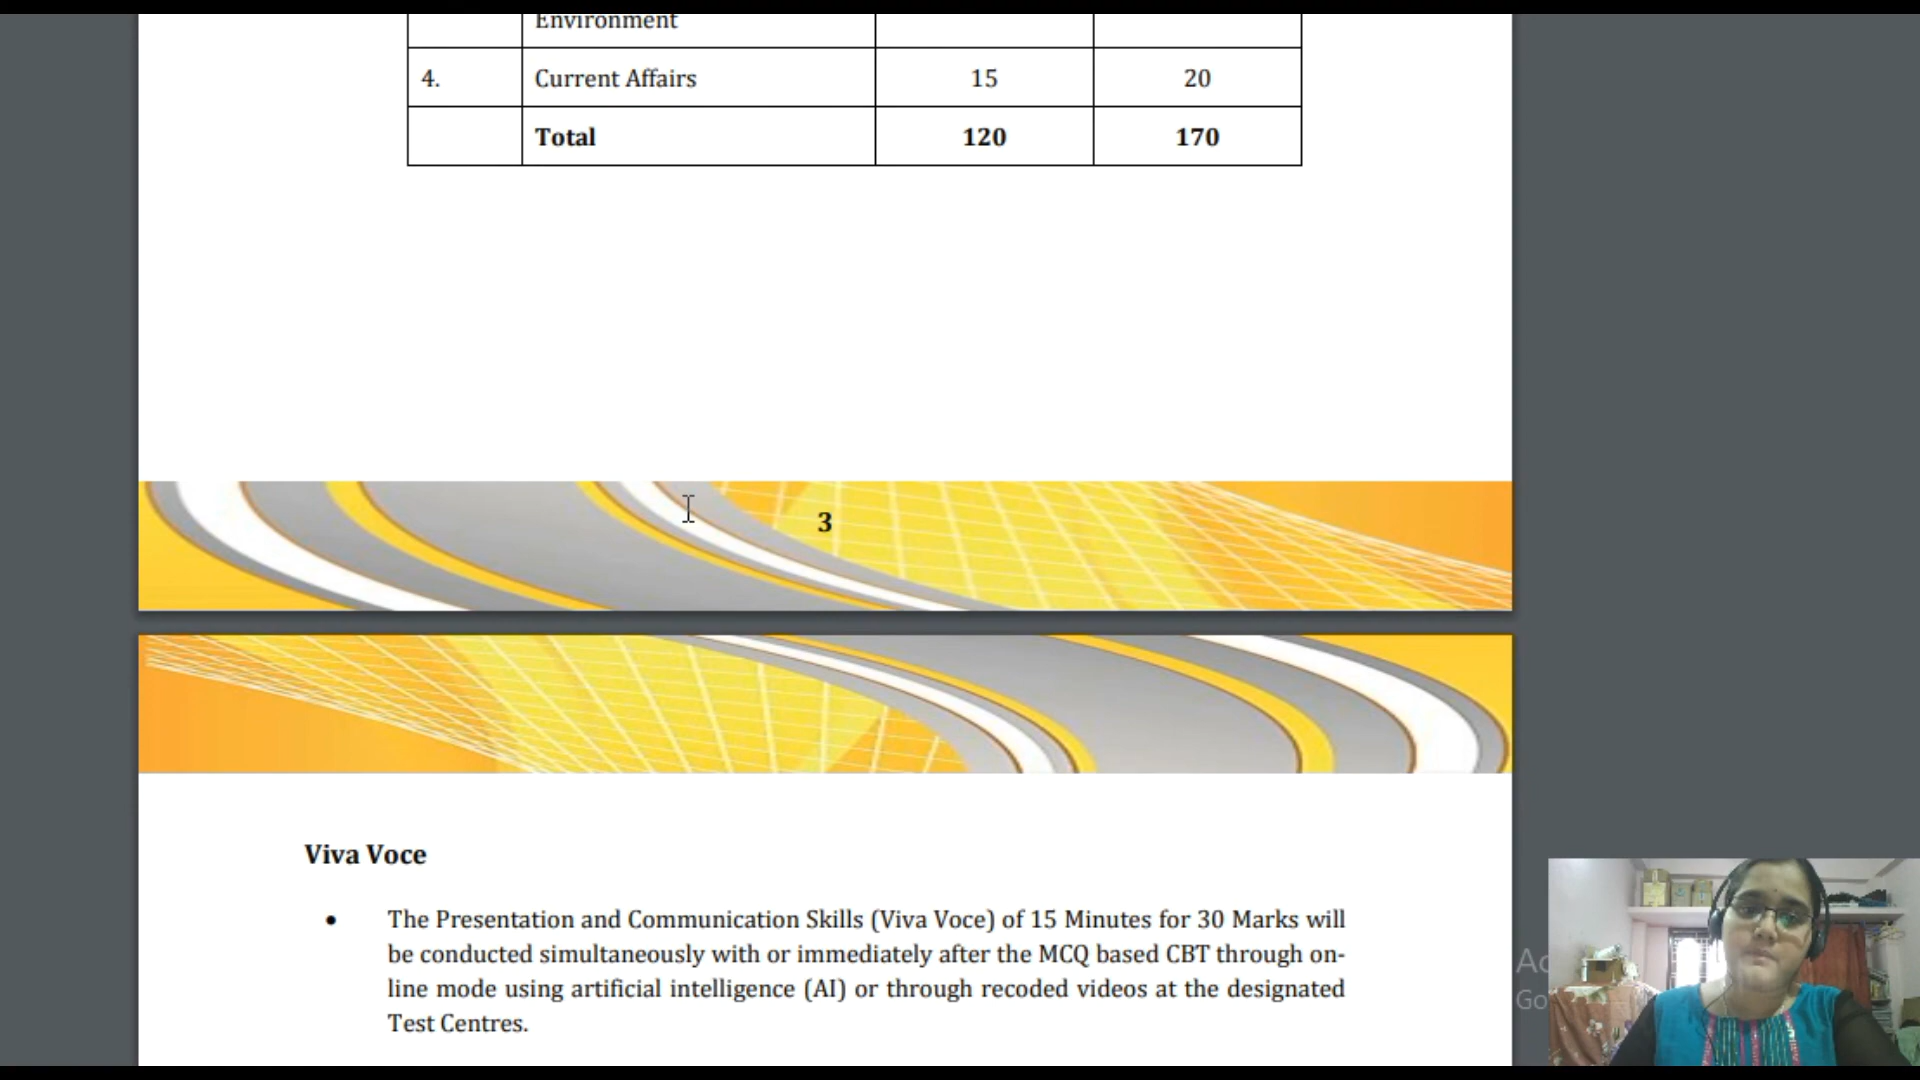 Environment
4. Current Affairs 15 20
Total 120 170
3
Viva Voce
• The Presentation and Communication Skills (Viva Voce) of 15 Minutes for 30 Marks will
be conducted simultaneously with or immediately after the MCQ based CBT through on-
line mode using artificial intelligence (AI) or through recoded videos at the designated
Test Centres.
Ac
Go